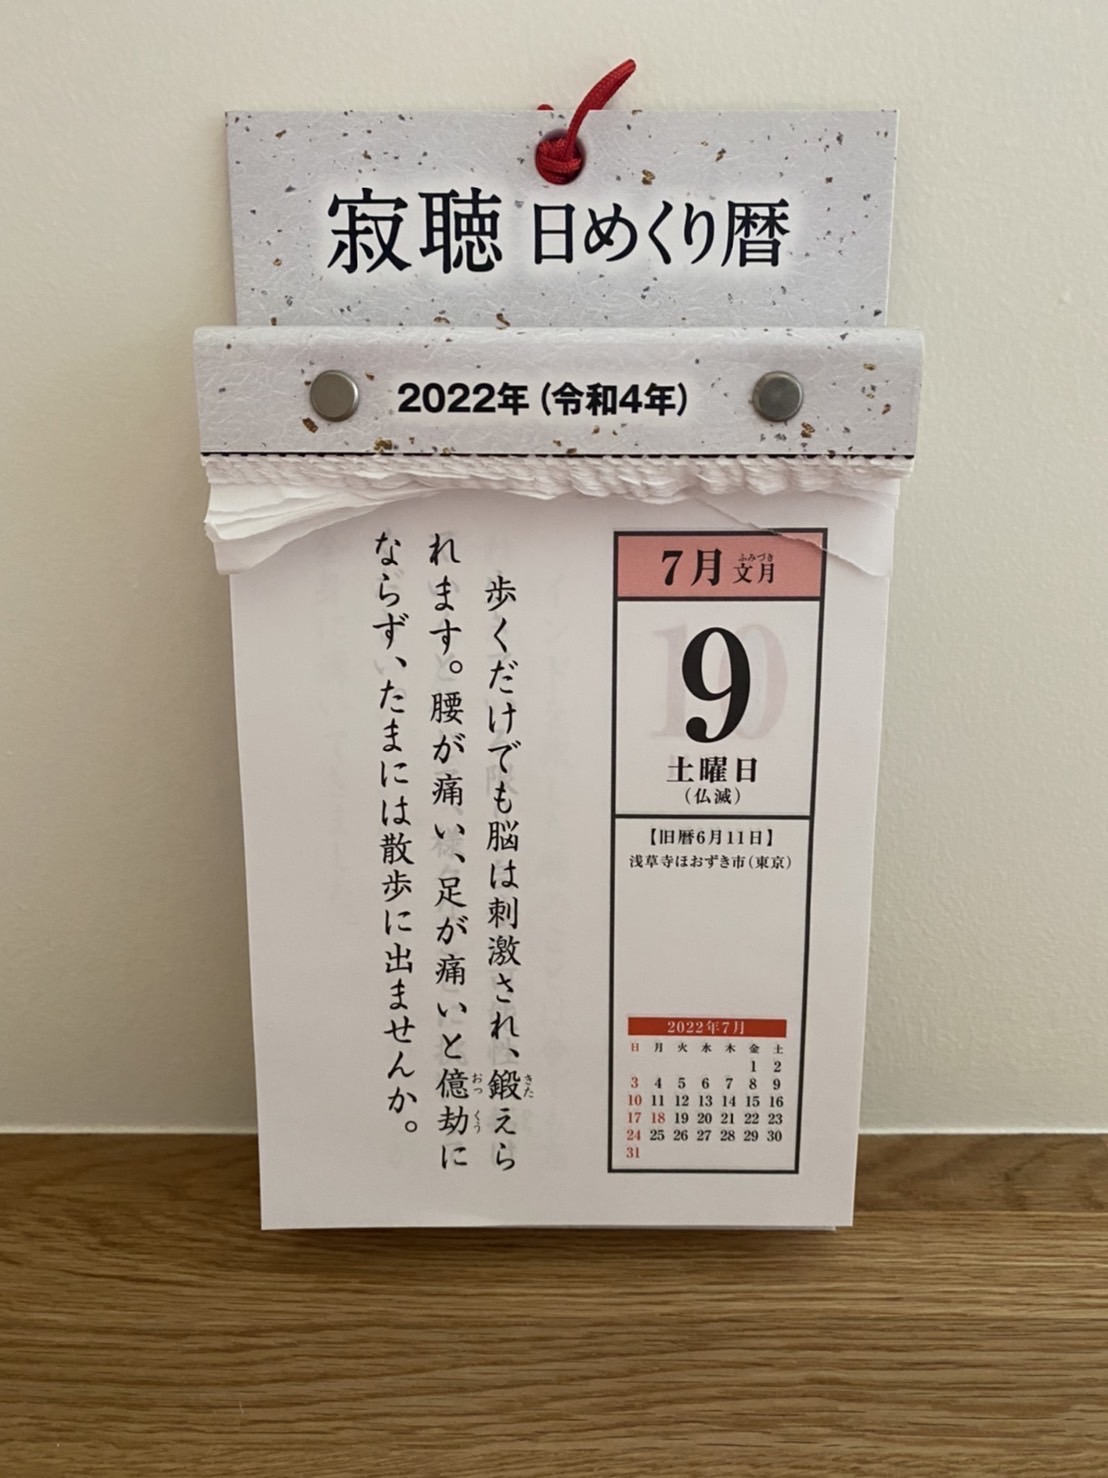 寂聴 日めくり暦
2022年(令和4年)
7月 文月
ふみづき
9
土曜日
(仏滅)
【旧暦6月11日】
浅草寺ほおずき市(東京)
2022年7月
日 月 火 水 木 金 土
1 2
3 4 5 6 7 8 9
10 11 12 13 14 15 16
17 18 19 20 21 22 23
24 25 26 27 28 29 30
31
歩くだけでも脳は刺激され、鍛えら
きた
れます。腰が痛い、足が痛いと億劫に
おっくう
ならず、たまには散歩に出ませんか。